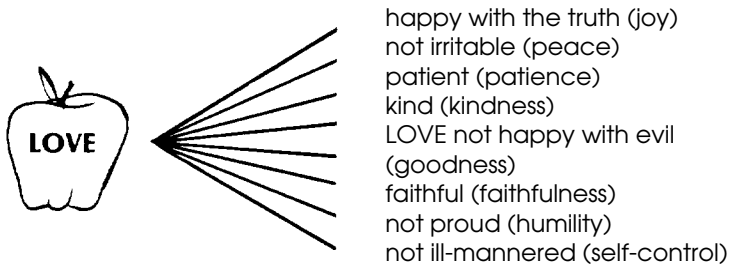 LOVE
happy with the truth (joy)
not irritable (peace)
patient (patience)
kind (kindness)
LOVE not happy with evil
(goodness)
faithful (faithfulness)
not proud (humility)
not ill-mannered (self-control)